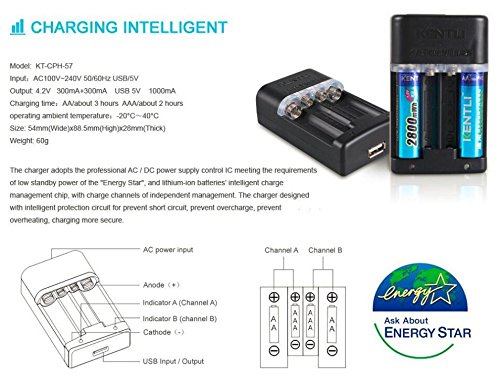 CHARGING INTELLIGENT
Model: KT-CPH-57
Input: AC100V~240V 50/60Hz USB/5V
Output: 4.2V 300mA+300mA USB 5V 1000mA
Charging time: AA/about 3 hours AAA/about 2 hours
operating ambient temperature: -20°C~40°C
Size: 54mm(Wide)x88.5mm(High)x28mm(Thick)
Weight: 60g
The charger adopts the professional AC / DC power supply control IC meeting the requirements
of low standby power of the "Energy Star", and lithium-ion batteries' intelligent charge
management chip, with charge channels of independent management. The charger designed
with intelligent protection circuit for prevent short circuit, prevent overcharge, prevent
overheating, charging more secure.
KENTLI
KENTLI
2800
KENTLI
AC power input
Anode (+)
Indicator A (Channel A)
Indicator B (channel B)
Cathode (-)
USB Input / Output
Channel A
Channel B
AA
AA
AA
AA
energy
Ask About
ENERGY STAR